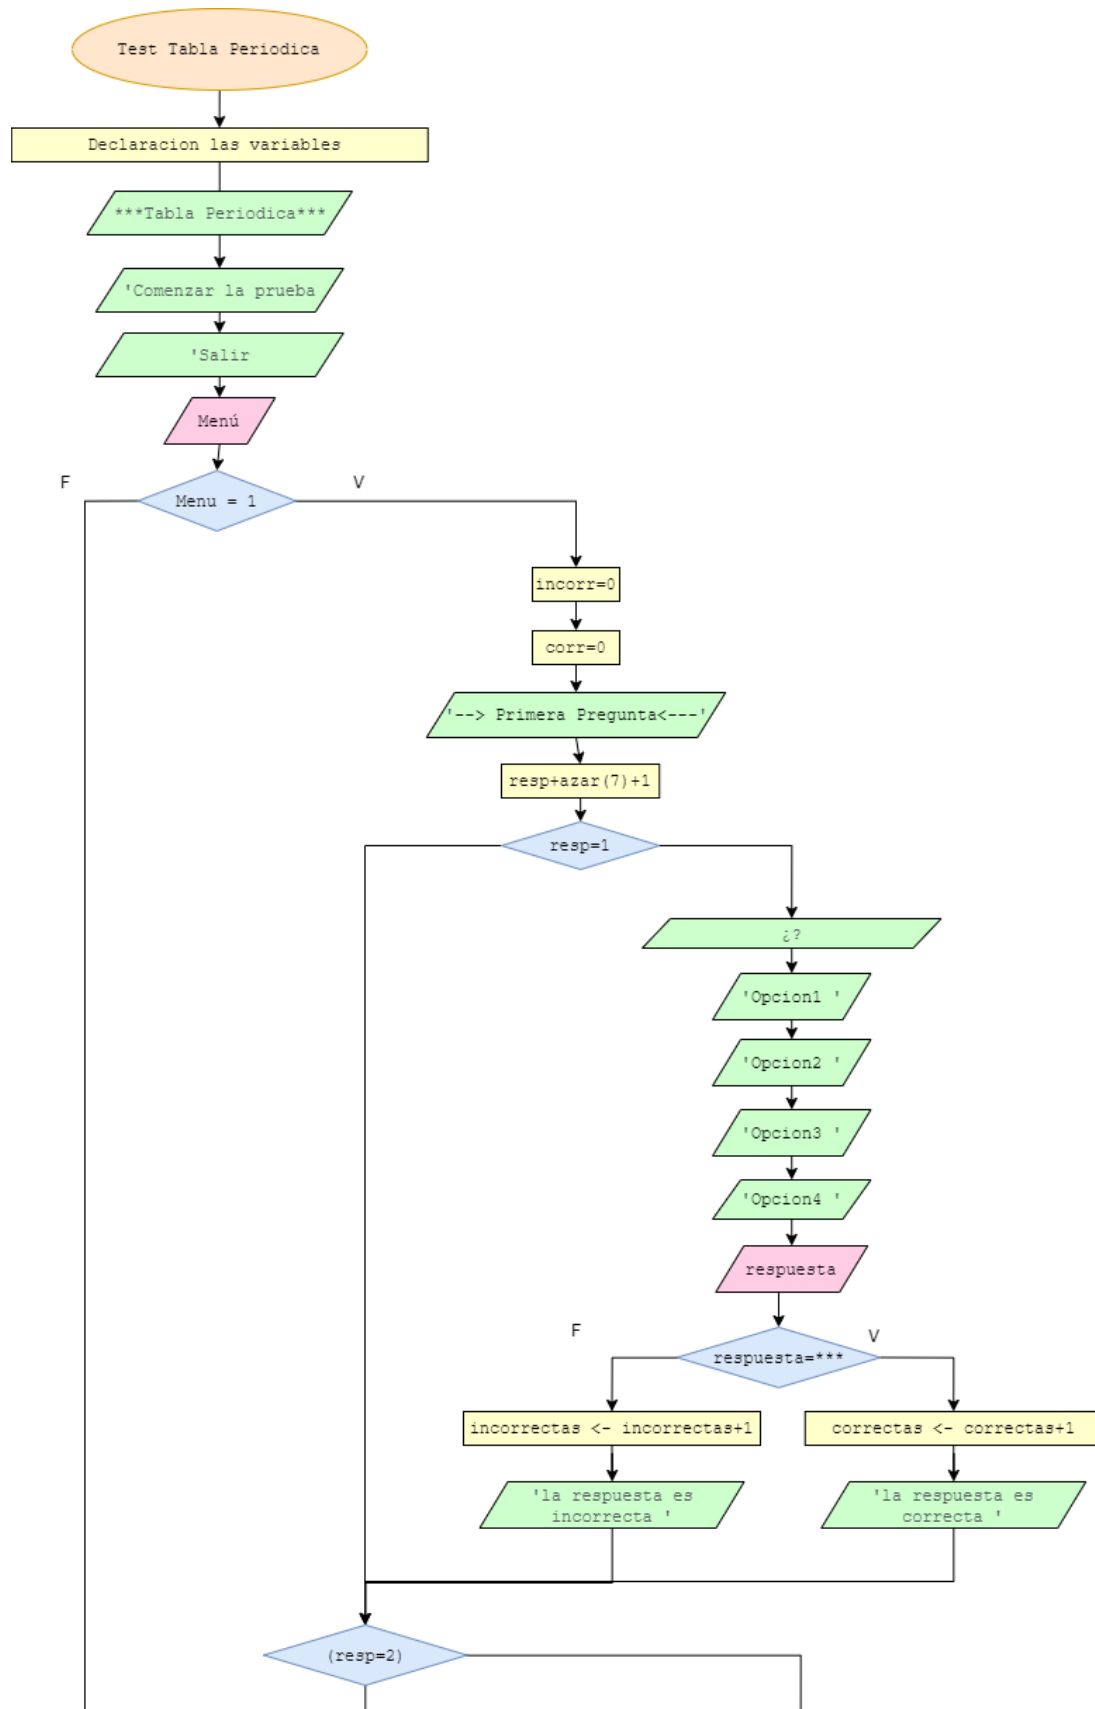 Test Tabla Periodica
Declaracion las variables
***Tabla Periodica***
'Comenzar la prueba
'Salir
Menú
F
V
Menu = 1
incorr=0
corr=0
'--> Primera Pregunta<---'
resp+azar(7)+1
resp=1
¿?
'Opcion1 '
'Opcion2 '
'Opcion3 '
'Opcion4 '
respuesta
F
V
respuesta=***
incorrectas <- incorrectas+1
correctas <- correctas+1
'la respuesta es
incorrecta '
'la respuesta es
correcta '
(resp=2)